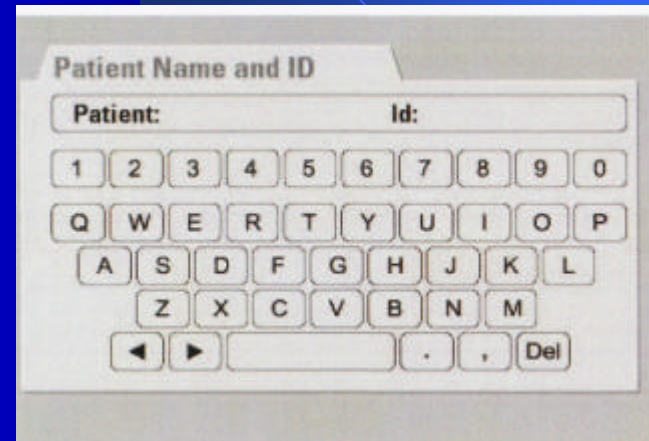 Patient Name and ID
Patient: Id:
1 2 3 4 5 6 7 8 9 0
Q W E R T Y U I O P
A S D F G H J K L
Z X C V B N M
◄ ► . , Del